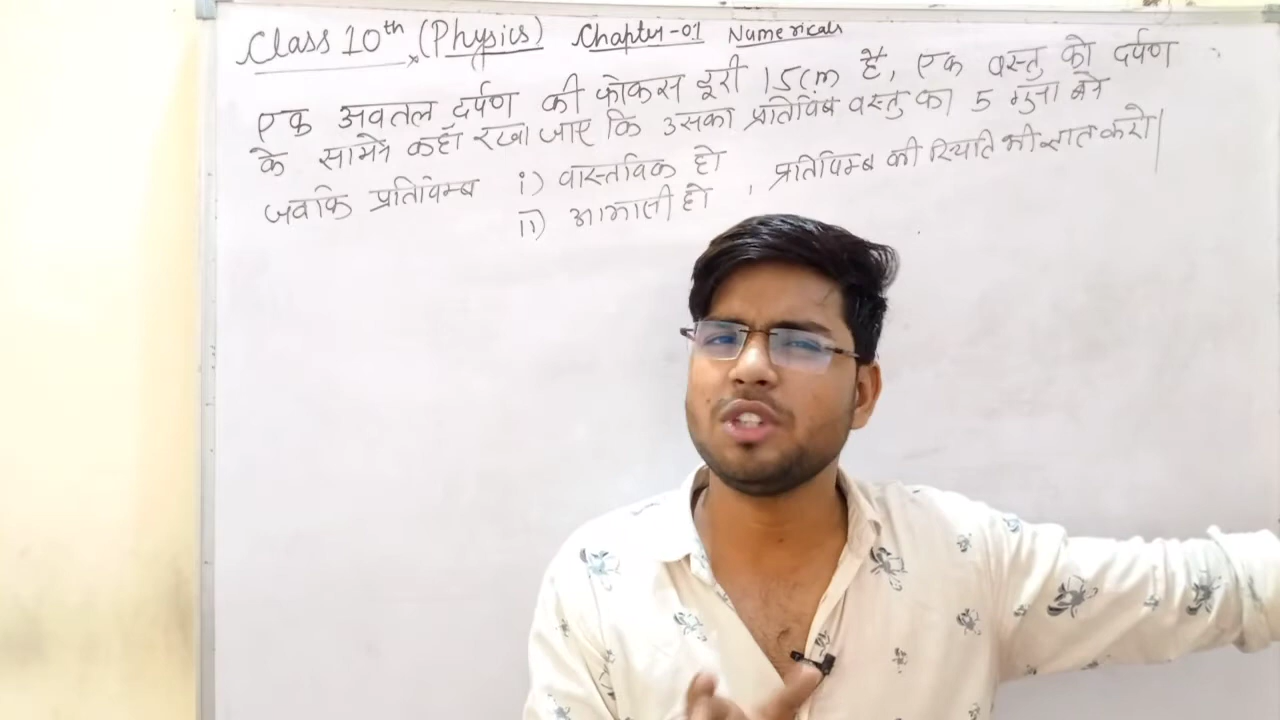 Class 10th (Physics) Chapter-01 Numericals
एक अवतल दर्पण की फोकस दूरी 15cm है, एक वस्तु को दर्पण
के सामने कहाँ रखा जाए कि उसका प्रतिबिंब वस्तु का 5 गुना बने
जबकि प्रतिबिम्ब i) वास्तविक हो
ii) आभासी हो , प्रतिबिम्ब की स्थिति भी ज्ञात करो|